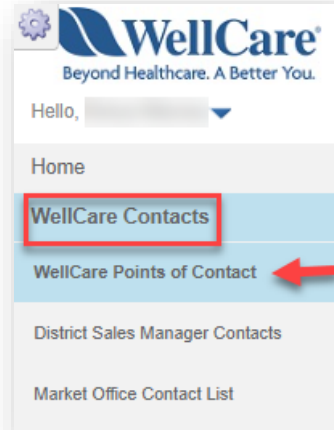 WellCare®
Beyond Healthcare. A Better You.
Hello,
Home
WellCare Contacts
WellCare Points of Contact
District Sales Manager Contacts
Market Office Contact List